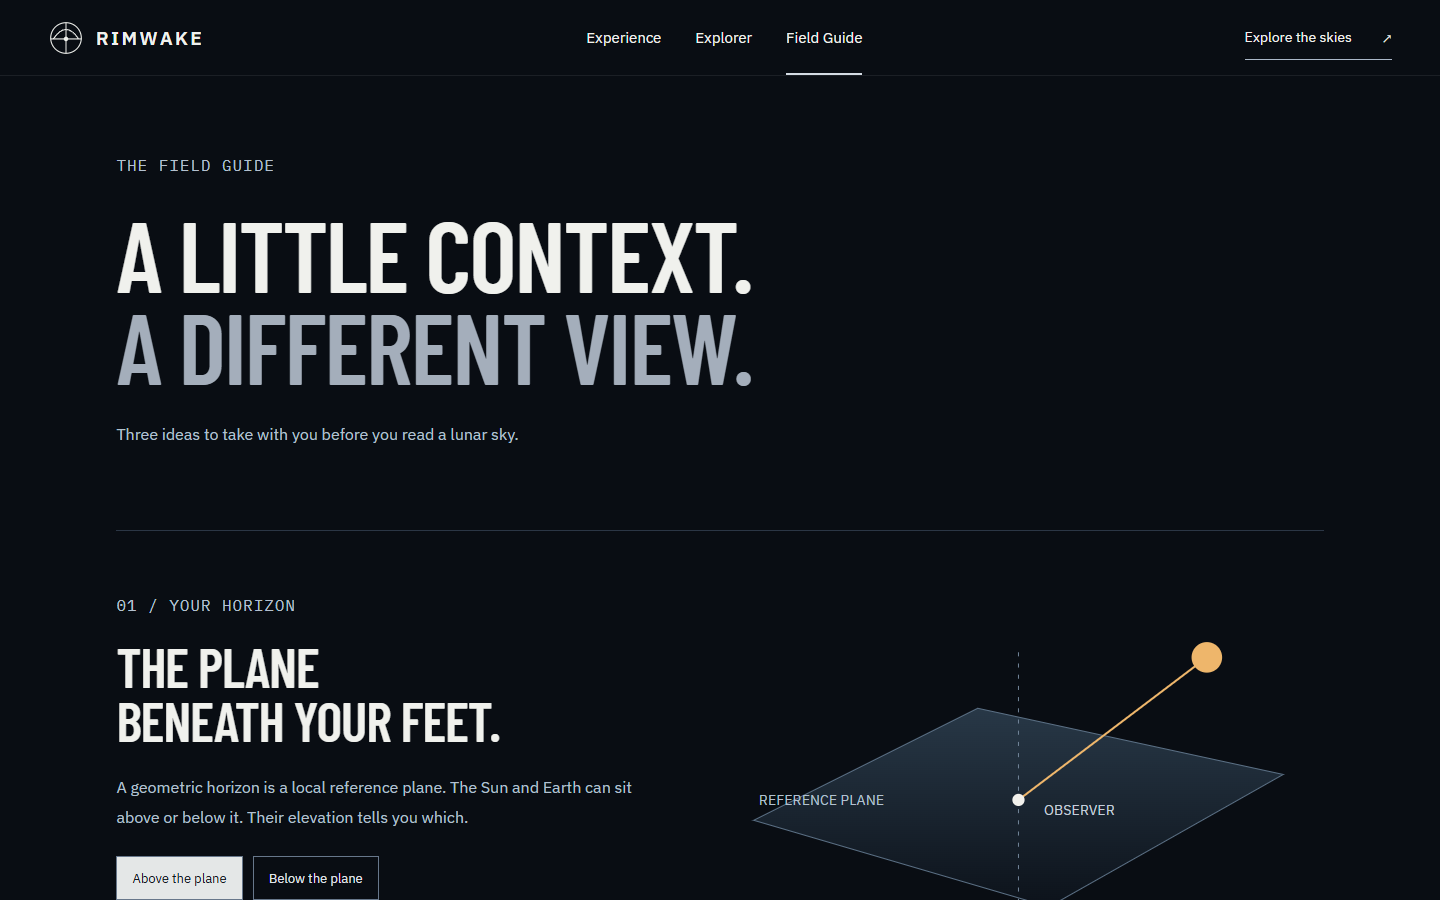 RIMWAKE
Experience
Explorer
Field Guide
Explore the skies ↗
THE FIELD GUIDE
A LITTLE CONTEXT.
A DIFFERENT VIEW.
Three ideas to take with you before you read a lunar sky.
01 / YOUR HORIZON
THE PLANE
BENEATH YOUR FEET.
A geometric horizon is a local reference plane. The Sun and Earth can sit
above or below it. Their elevation tells you which.
Above the plane
Below the plane
REFERENCE PLANE
OBSERVER